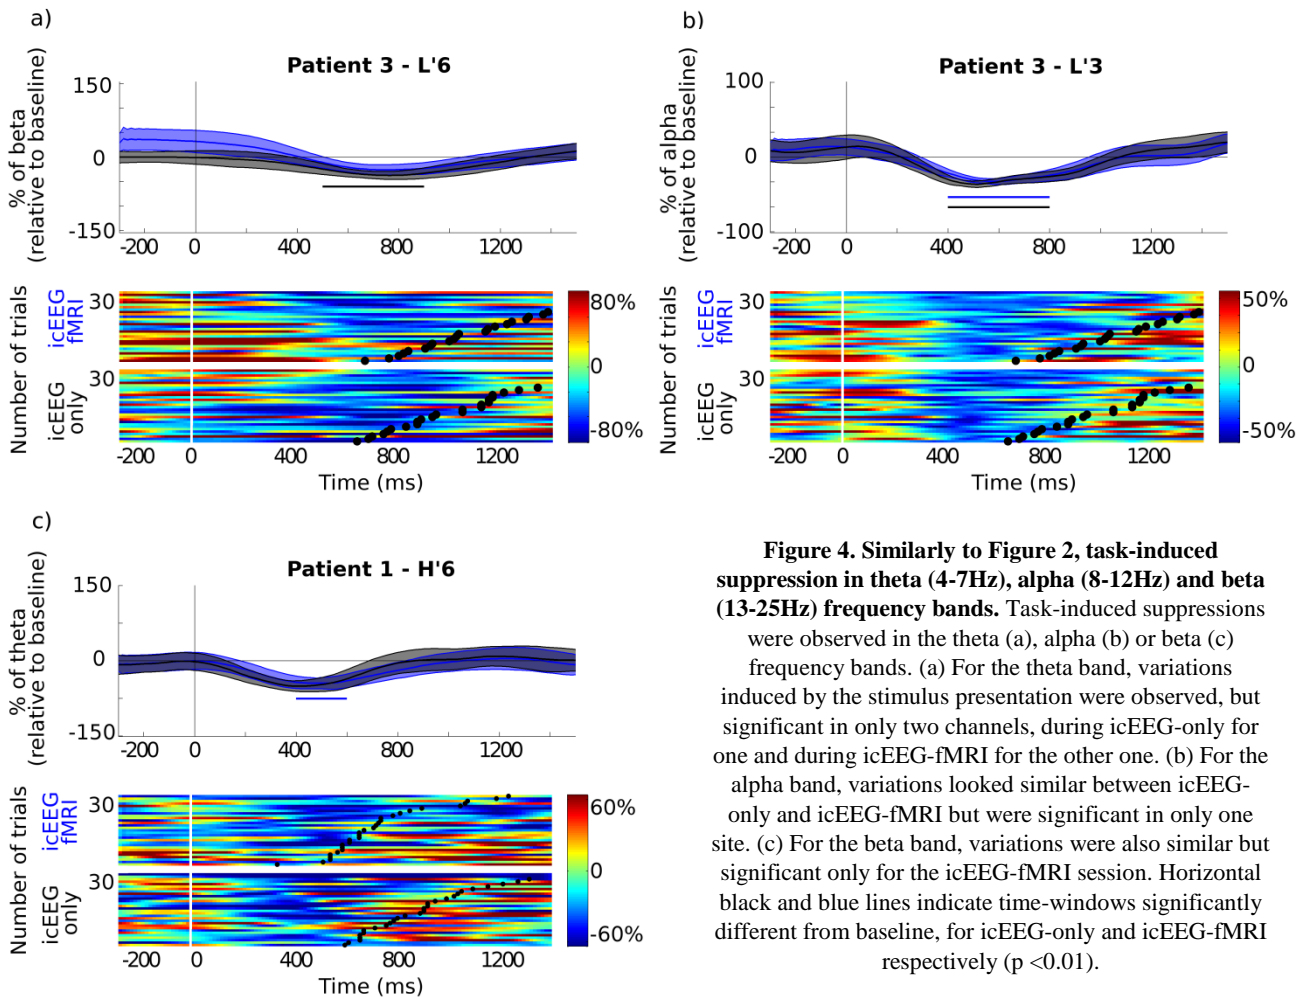 a)
Patient 3 - L'6
% of beta
(relative to baseline)
150
0
-150
-200 0 400 800 1200
Number of trials
icEEG
fMRI
icEEG
only
30
30
80%
0
-80%
-200 0 400 800 1200
Time (ms)
b)
Patient 3 - L'3
% of alpha
(relative to baseline)
100
0
-100
-200 0 400 800 1200
Number of trials
icEEG
fMRI
icEEG
only
30
30
50%
0
-50%
-200 0 400 800 1200
Time (ms)
c)
Patient 1 - H'6
% of theta
(relative to baseline)
150
0
-150
-200 0 400 800 1200
Number of trials
icEEG
fMRI
icEEG
only
30
30
60%
0
-60%
-200 0 400 800 1200
Time (ms)
Figure 4. Similarly to Figure 2, task-induced
suppression in theta (4-7Hz), alpha (8-12Hz) and beta
(13-25Hz) frequency bands. Task-induced suppressions
were observed in the theta (a), alpha (b) or beta (c)
frequency bands. (a) For the theta band, variations
induced by the stimulus presentation were observed, but
significant in only two channels, during icEEG-only for
one and during icEEG-fMRI for the other one. (b) For the
alpha band, variations looked similar between icEEG-
only and icEEG-fMRI but were significant in only one
site. (c) For the beta band, variations were also similar but
significant only for the icEEG-fMRI session. Horizontal
black and blue lines indicate time-windows significantly
different from baseline, for icEEG-only and icEEG-fMRI
respectively (p <0.01).